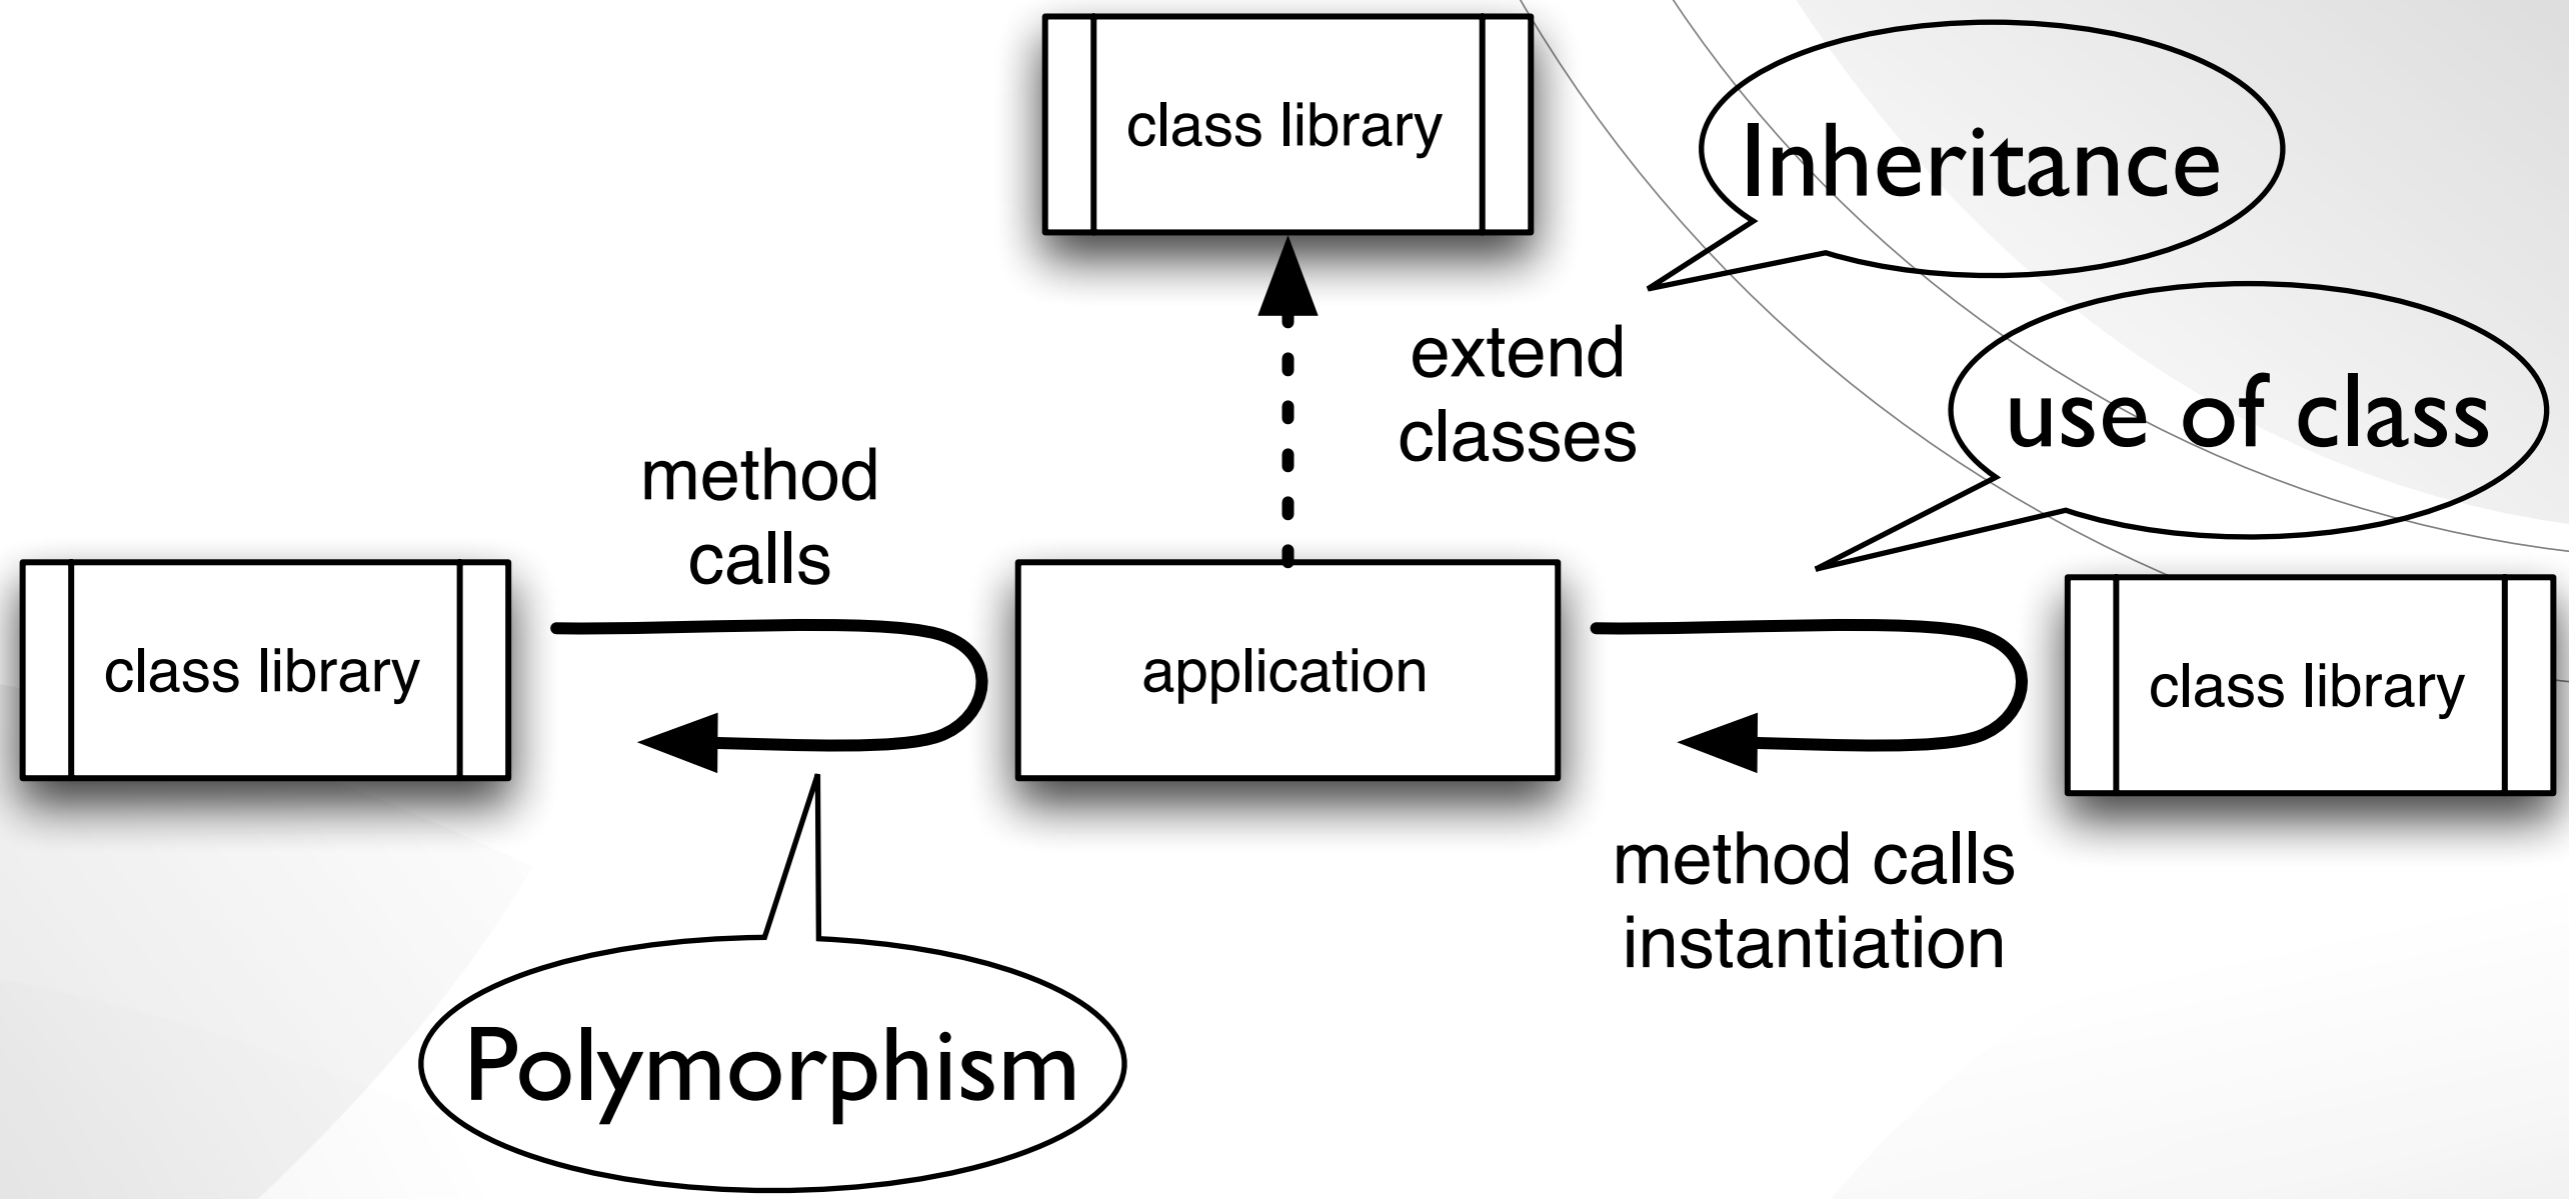 class library
Inheritance
extend
classes
use of class
method
calls
class library
application
class library
method calls
instantiation
Polymorphism